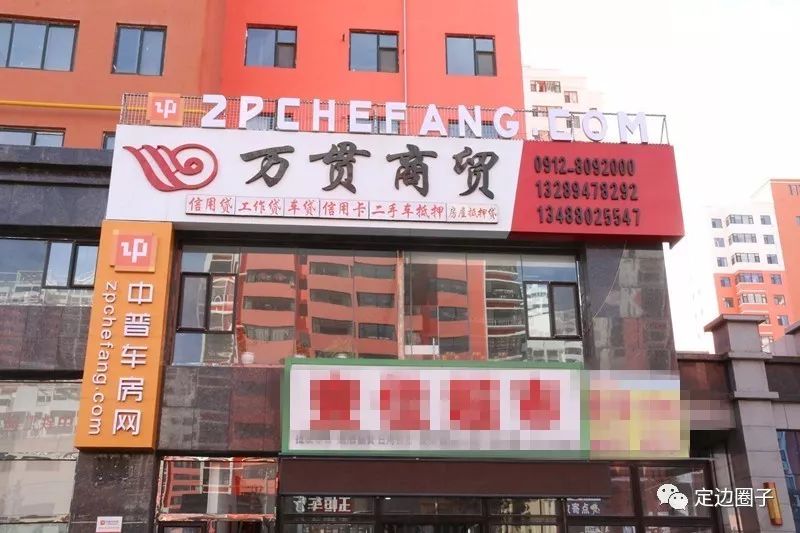 ZPCHEFANG.COM
万贯商贸
信用贷 工作贷 车贷 信用卡 二手车抵押 房屋抵押贷
0912-8092000
13289478292
13488025547
中普车房网
zpchefang.com
定边圈子